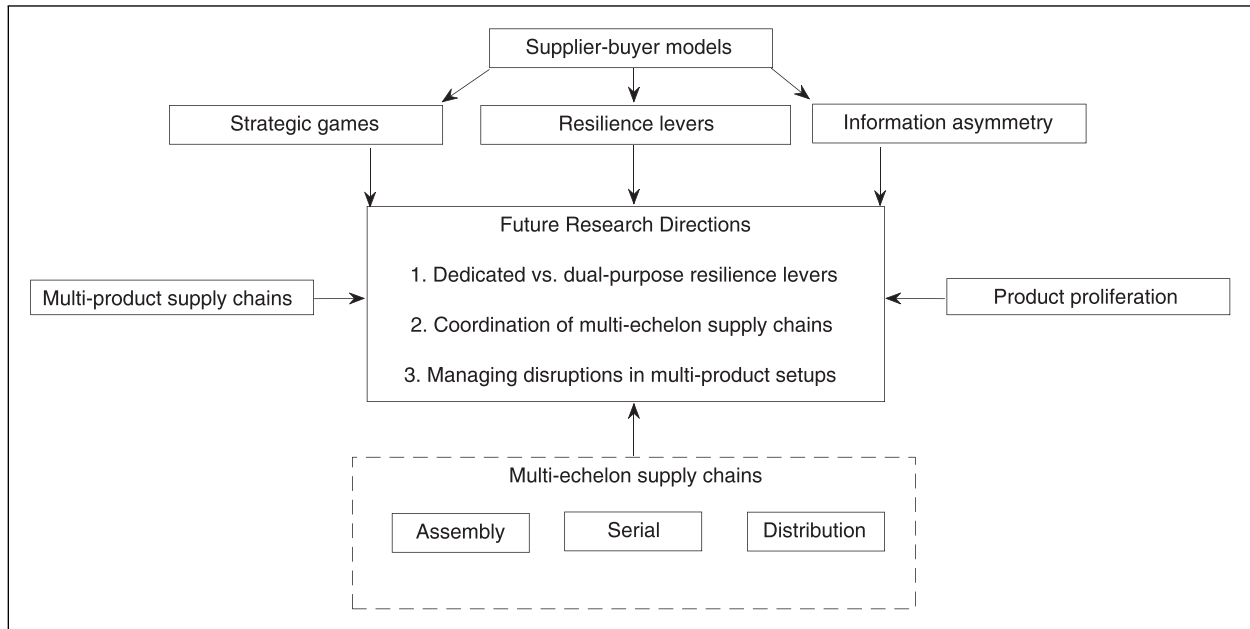 Supplier-buyer models
Strategic games
Resilience levers
Information asymmetry
Future Research Directions
1. Dedicated vs. dual-purpose resilience levers
Multi-product supply chains
Product proliferation
2. Coordination of multi-echelon supply chains
3. Managing disruptions in multi-product setups
Multi-echelon supply chains
Assembly
Serial
Distribution